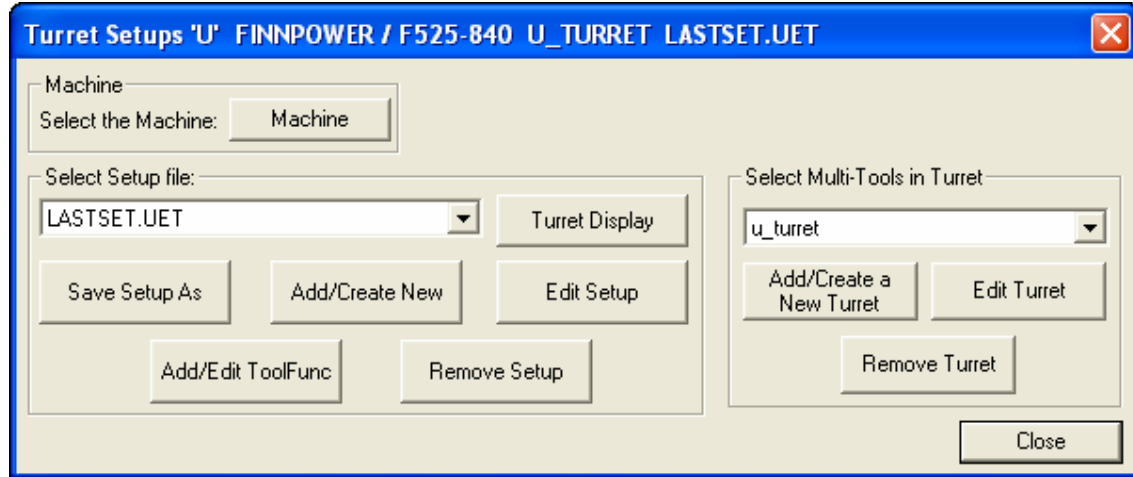 Turret Setups 'U' FINNPOWER / F525-840 U_TURRET LASTSET.UET
Machine
Select the Machine: Machine
Select Setup file:
LASTSET.UET
Turret Display
Save Setup As
Add/Create New
Edit Setup
Add/Edit ToolFunc
Remove Setup
Select Multi-Tools in Turret
u_turret
Add/Create a
New Turret
Edit Turret
Remove Turret
Close